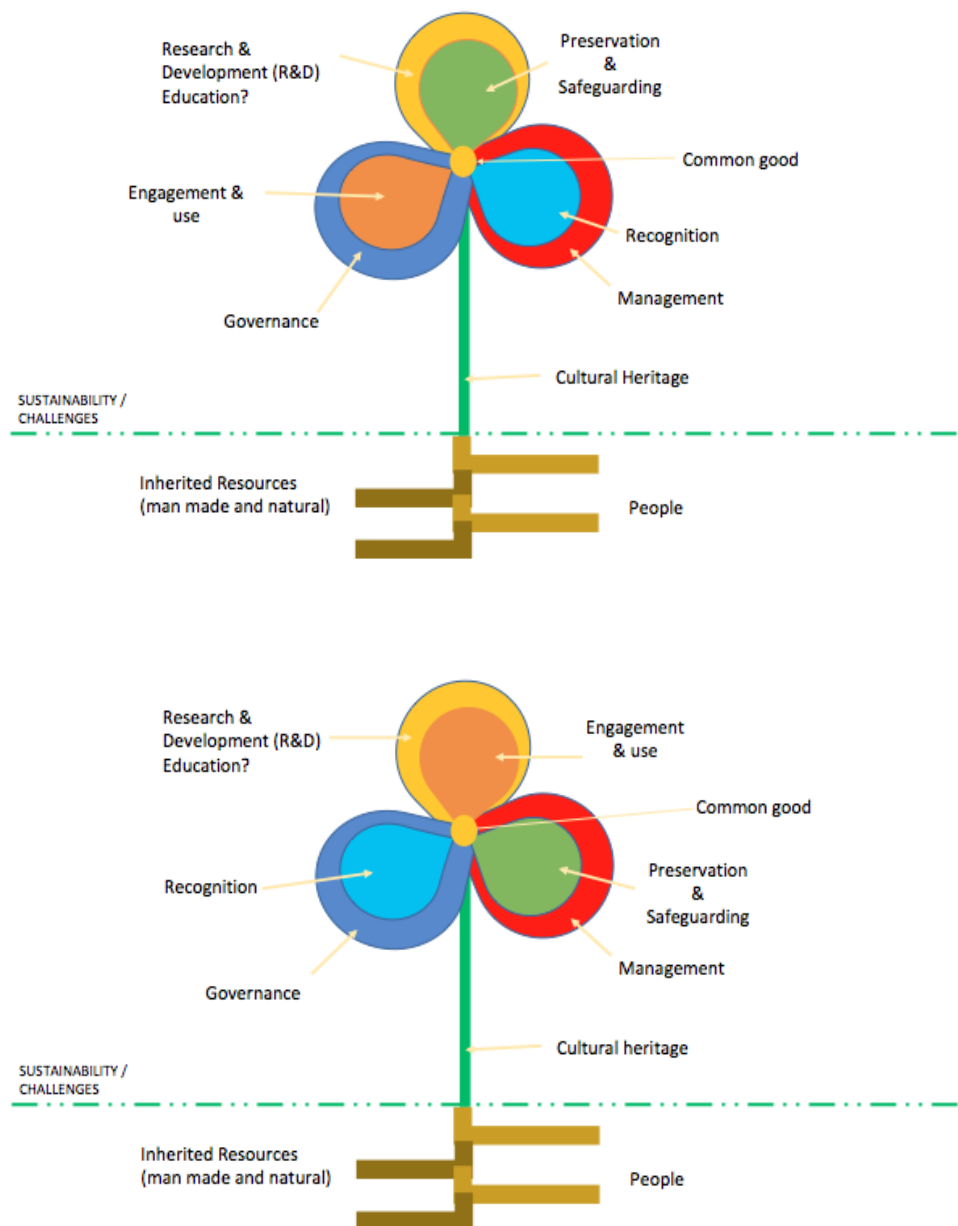 Research &
Development (R&D)
Education?
Preservation
&
Safeguarding
Common good
Engagement &
use
Recognition
Management
Governance
Cultural Heritage
SUSTAINABILITY /
CHALLENGES
Inherited Resources
(man made and natural)
People
Research &
Development (R&D)
Education?
Engagement
& use
Common good
Recognition
Preservation
&
Safeguarding
Management
Governance
Cultural heritage
SUSTAINABILITY /
CHALLENGES
Inherited Resources
(man made and natural)
People